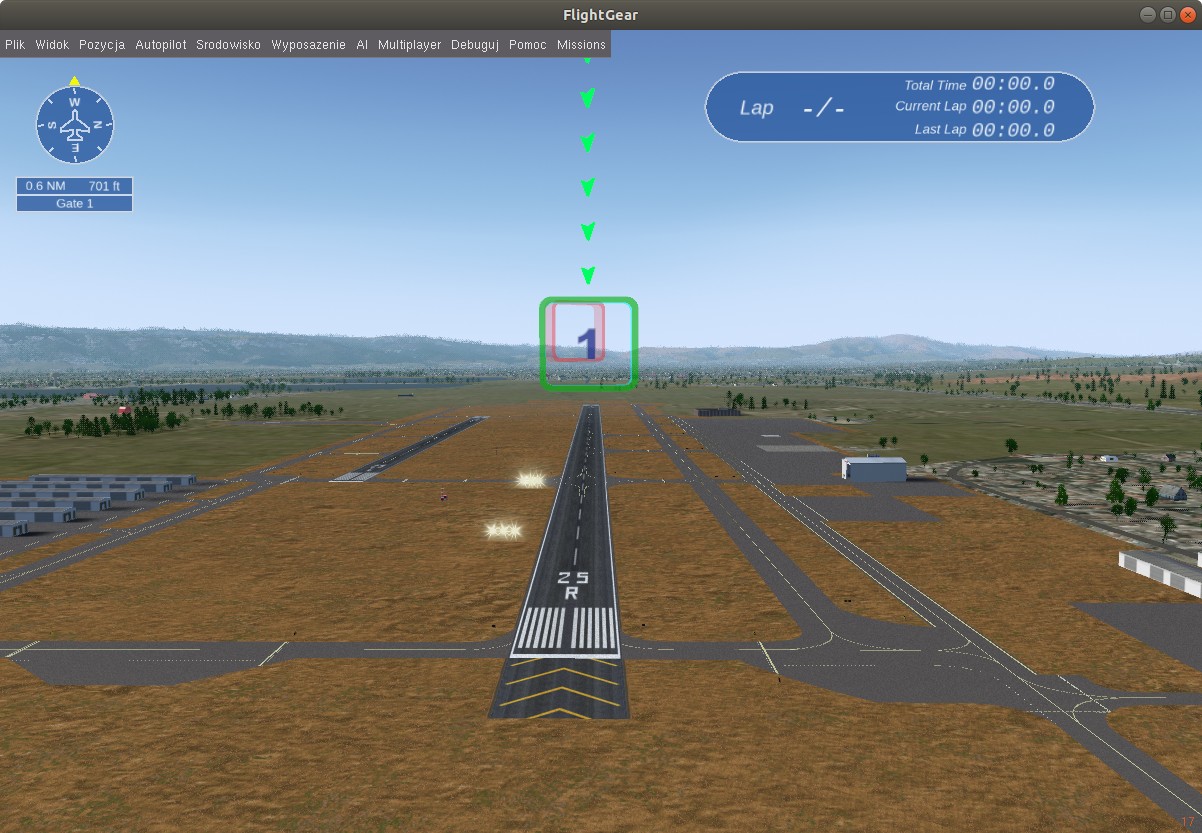 FlightGear
Plik Widok Pozycja Autopilot Srodowisko Wyposazenie AI Multiplayer Debuguj Pomoc Missions
W
S N
E
0.6 NM 701 ft
Gate 1
Lap -/-
Total Time 00:00.0
Current Lap 00:00.0
Last Lap 00:00.0
1
25
R
17